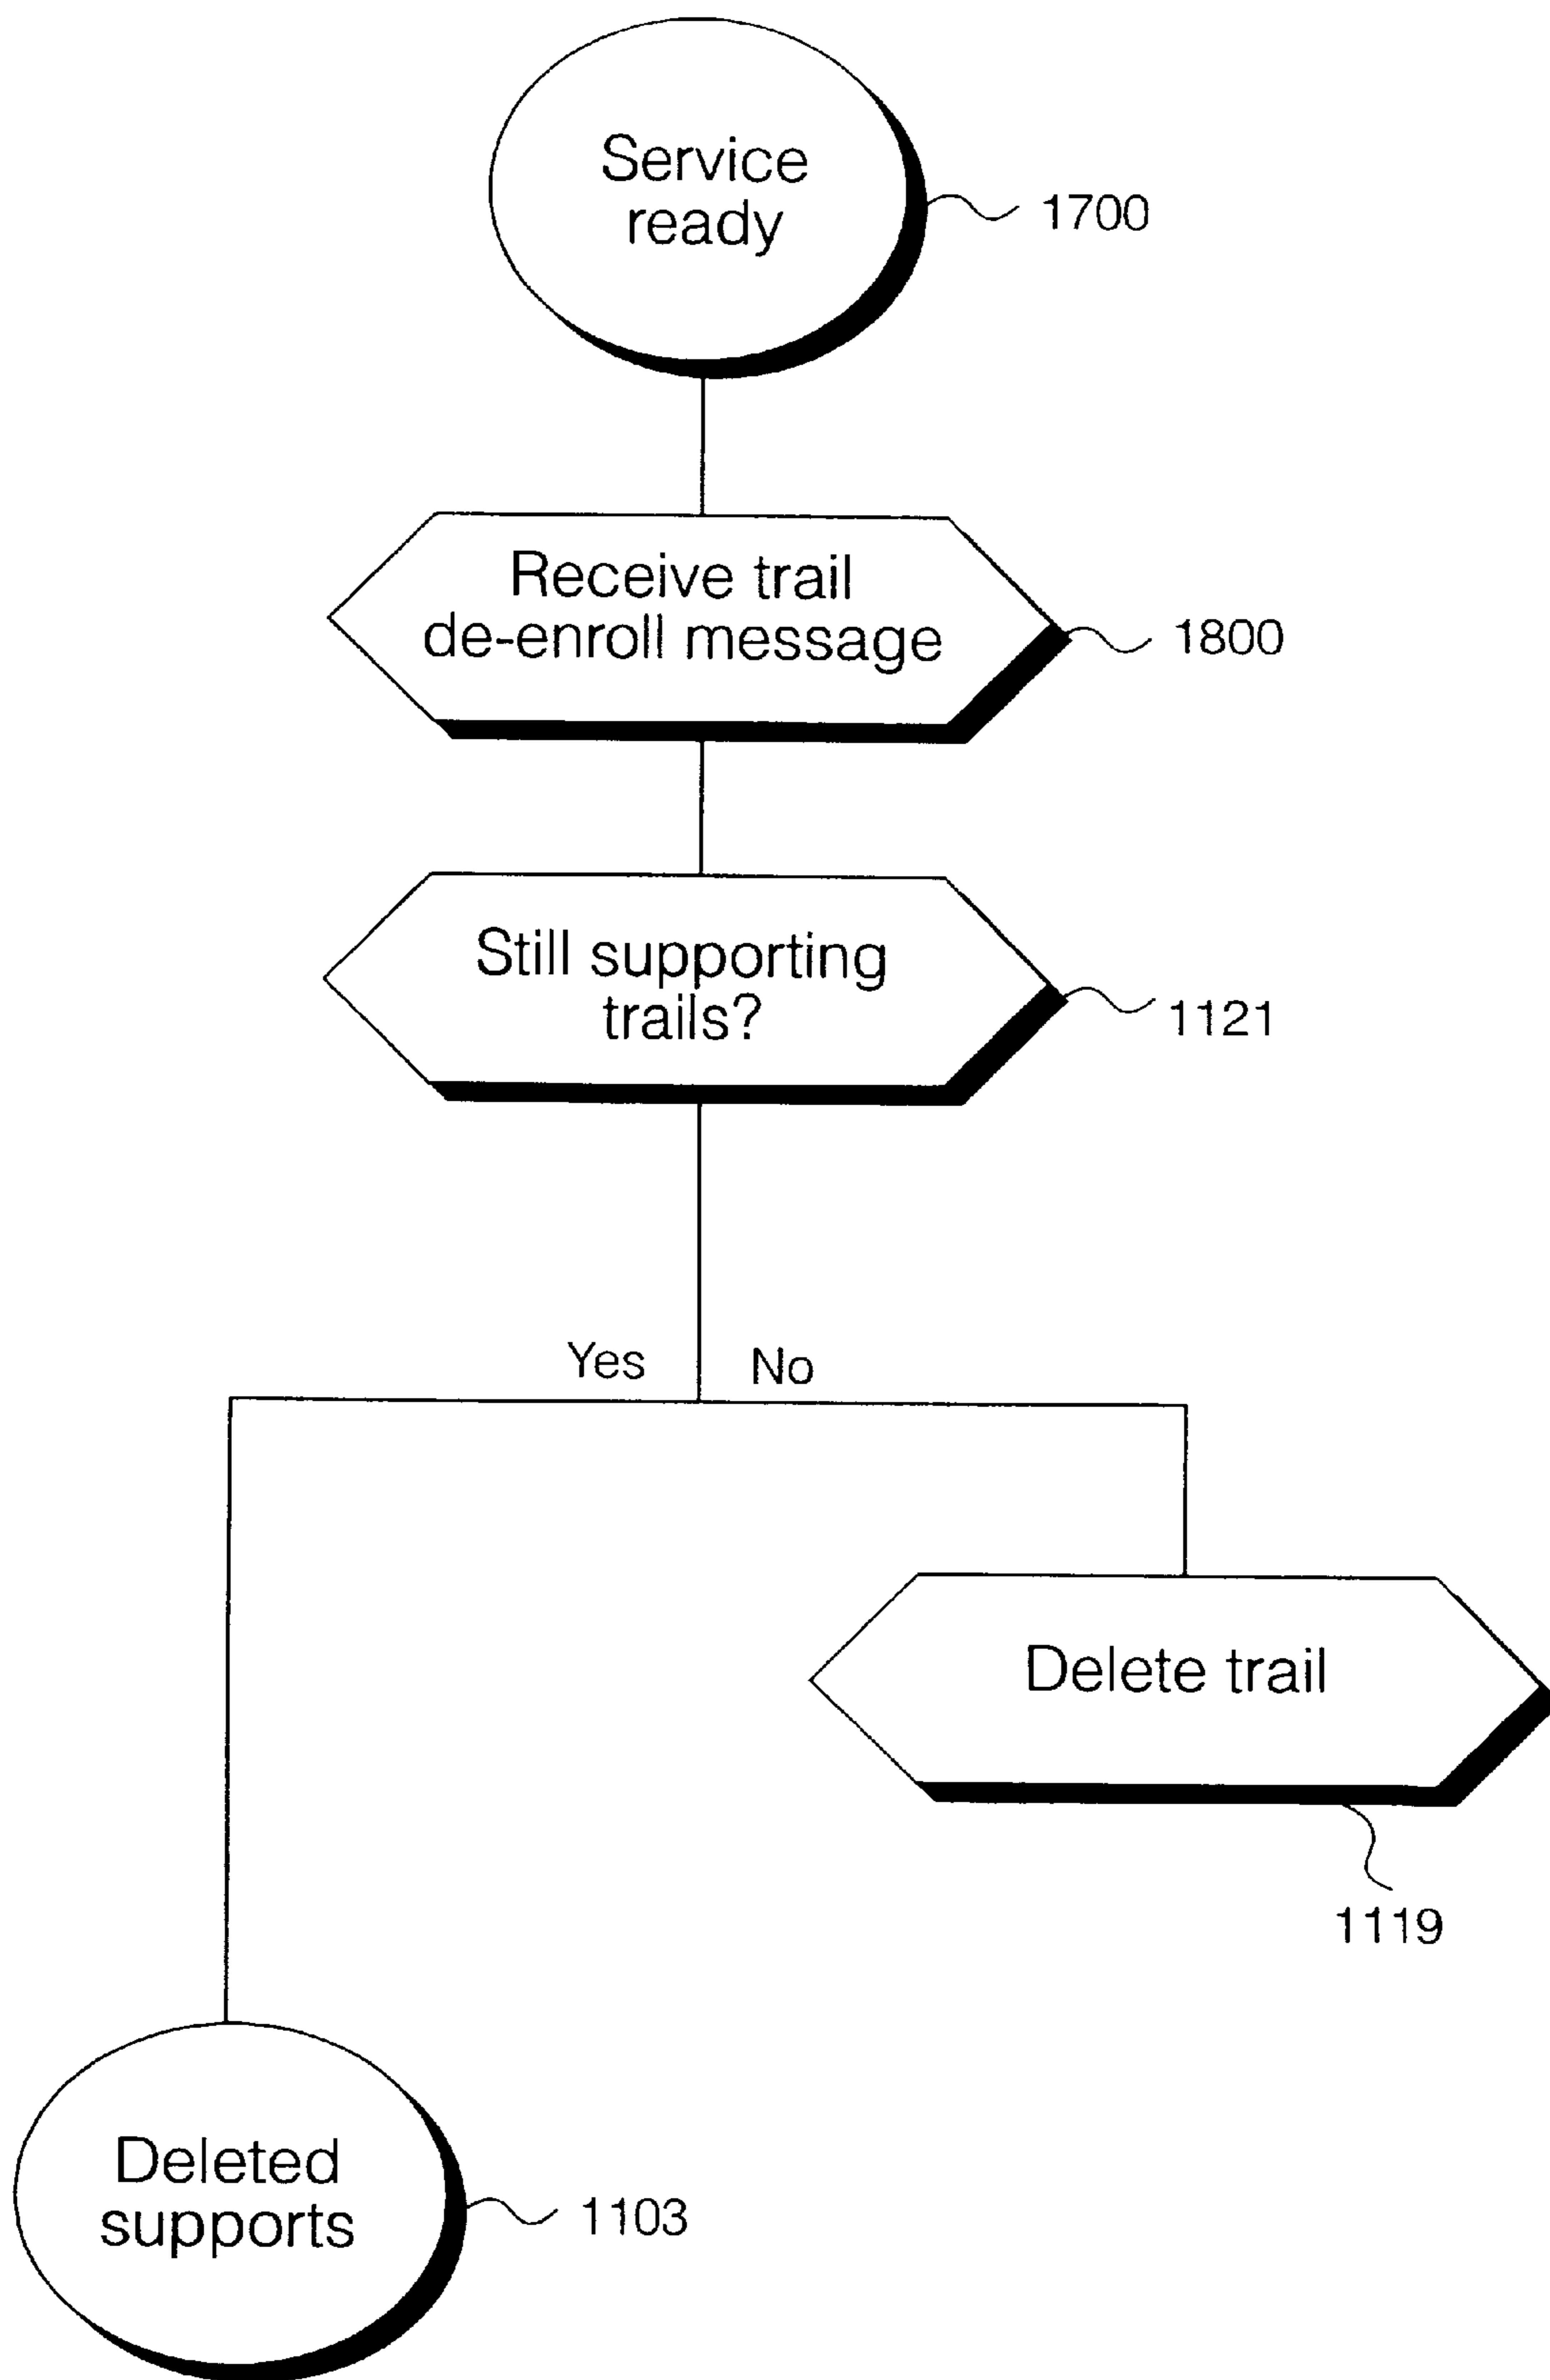 Service
ready
1700
Receive trail
de-enroll message
1800
Still supporting
trails?
1121
Yes
No
Delete trail
1119
Deleted
supports
1103